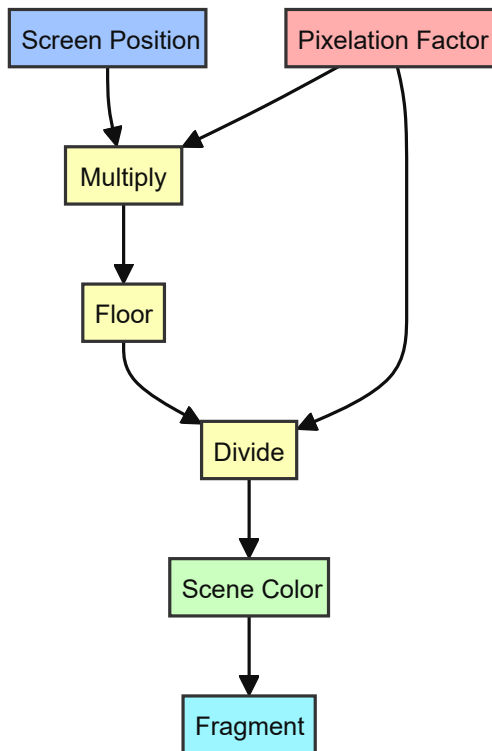 Screen Position
Pixelation Factor
Multiply
Floor
Divide
Scene Color
Fragment